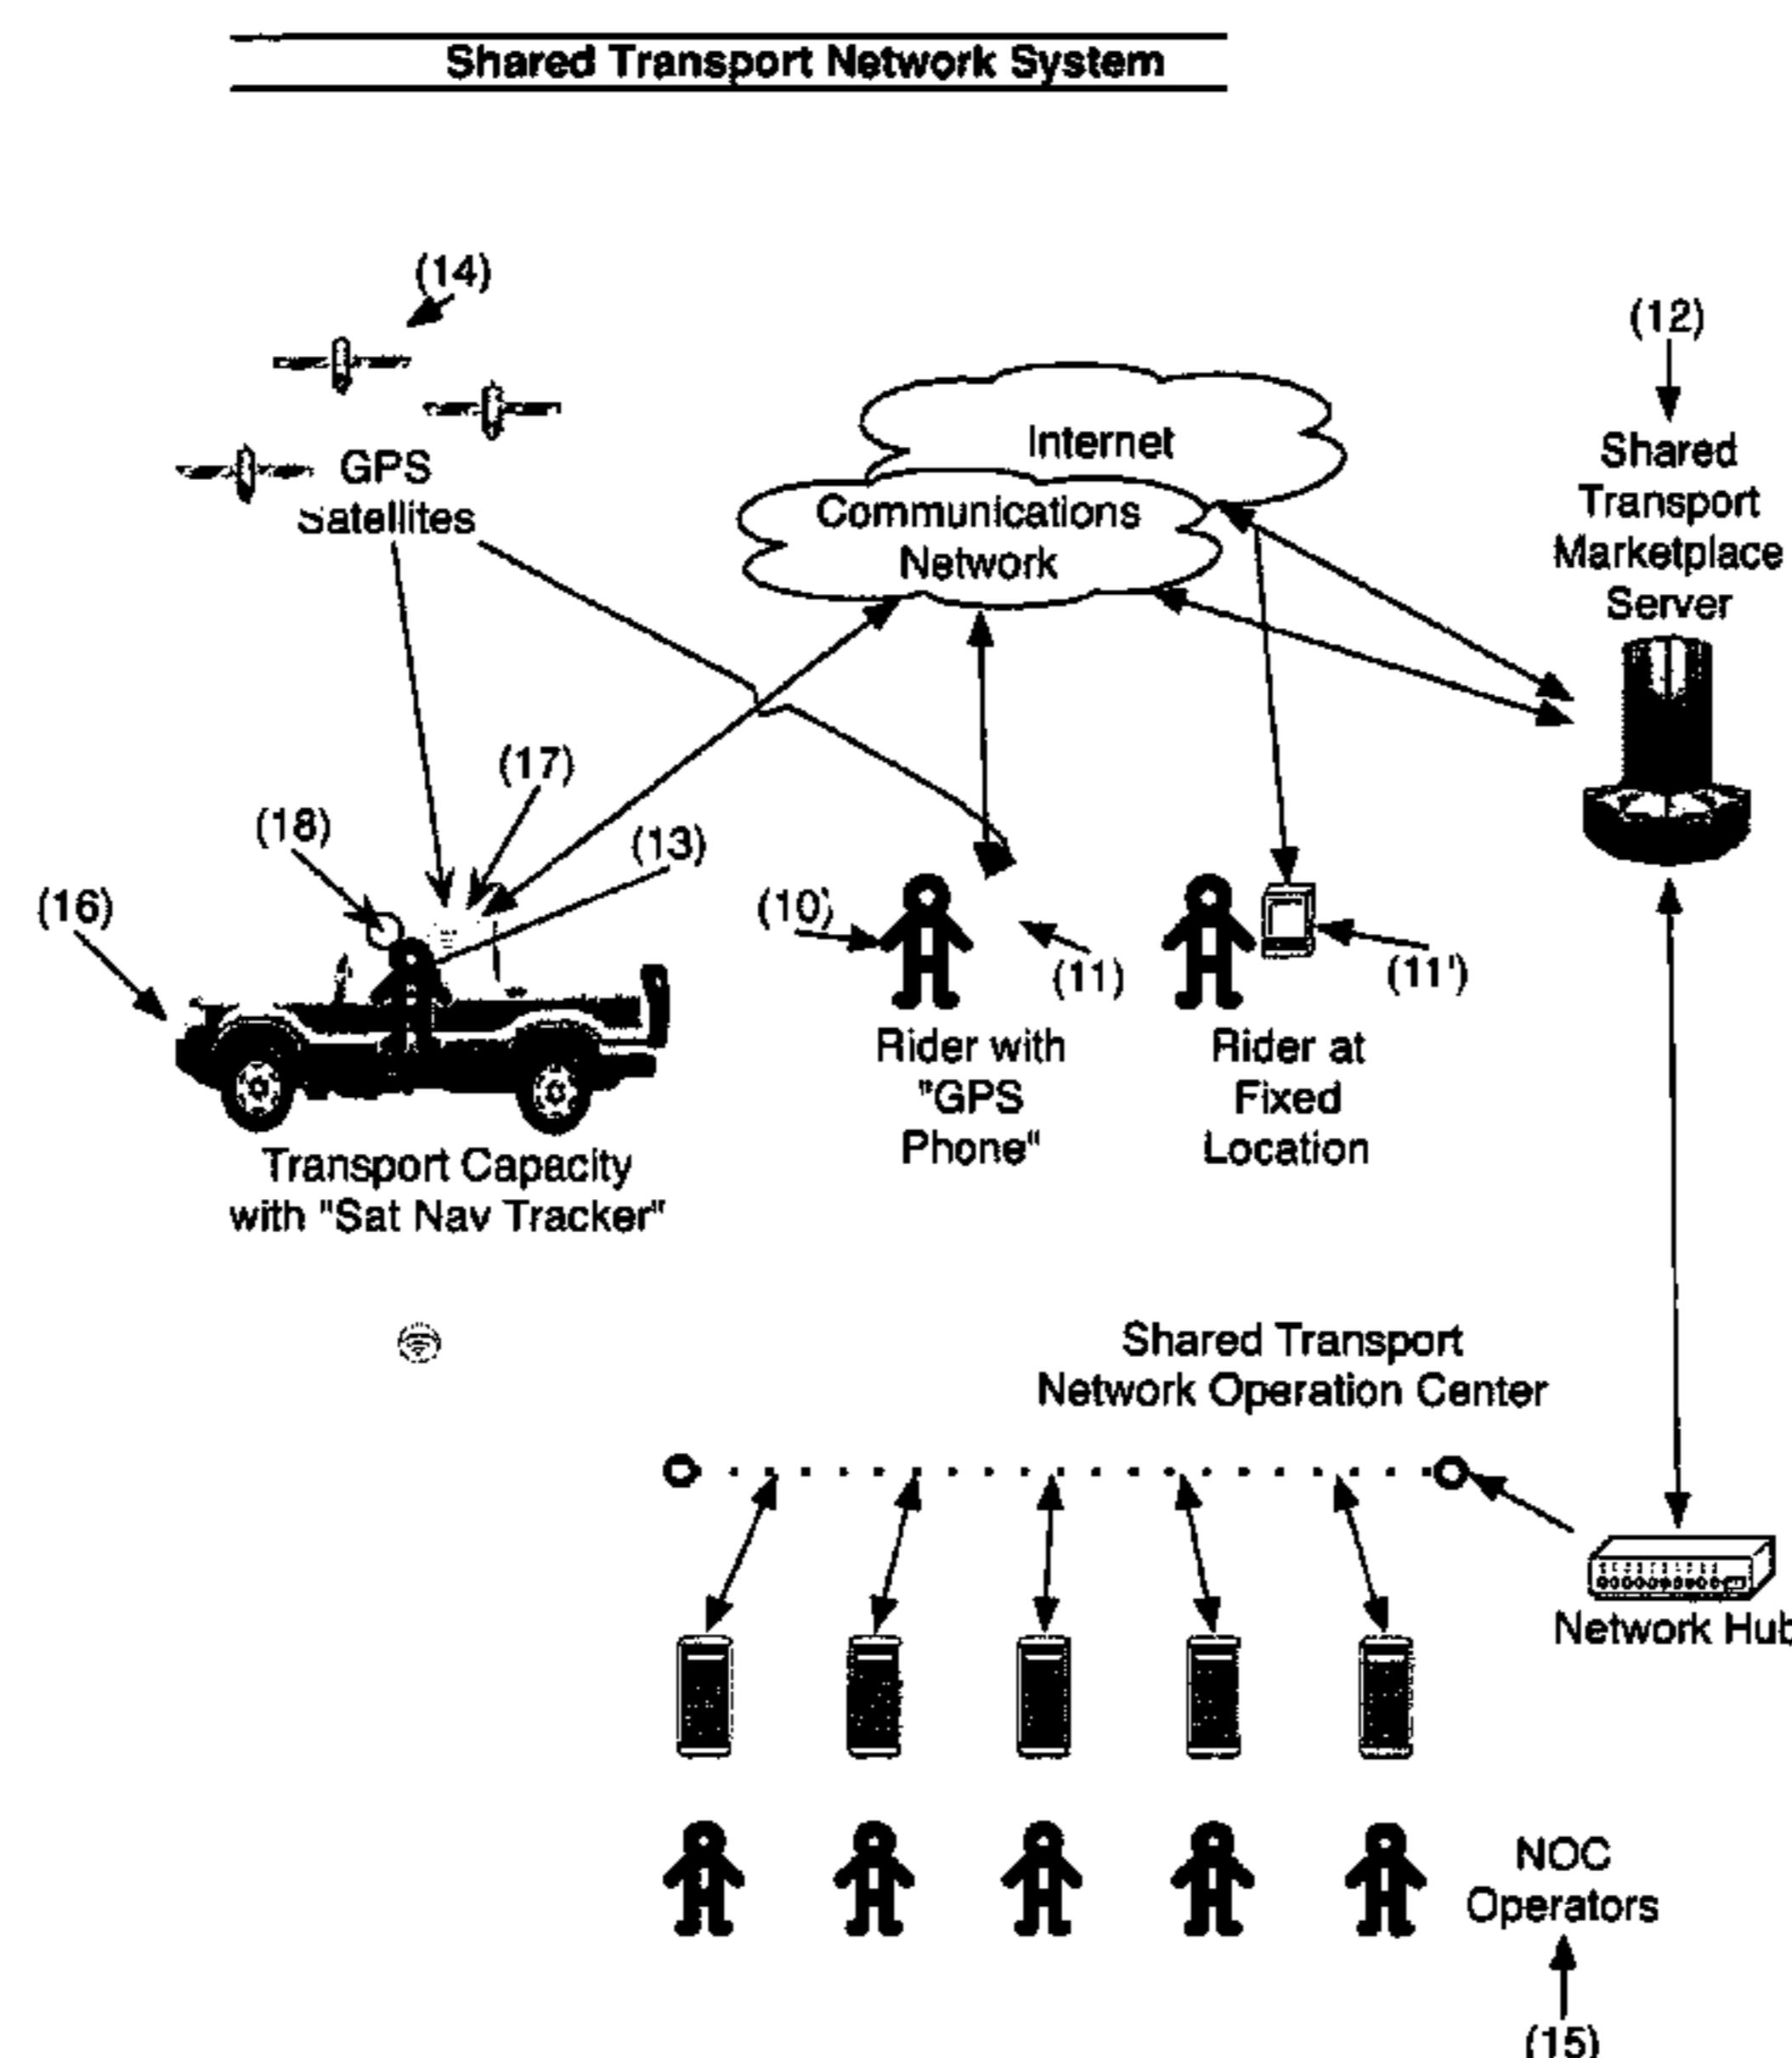 Shared Transport Network System
(14)
(12)
GPS
Satellites
Internet
Communications
Network
Shared
Transport
Marketplace
Server
(17)
(18)
(13)
(16)
(10)
(11)
(11')
Rider with
"GPS
Phone"
Rider at
Fixed
Location
Transport Capacity
with "Sat Nav Tracker"
Shared Transport
Network Operation Center
Network Hub
NOC
Operators
(15)